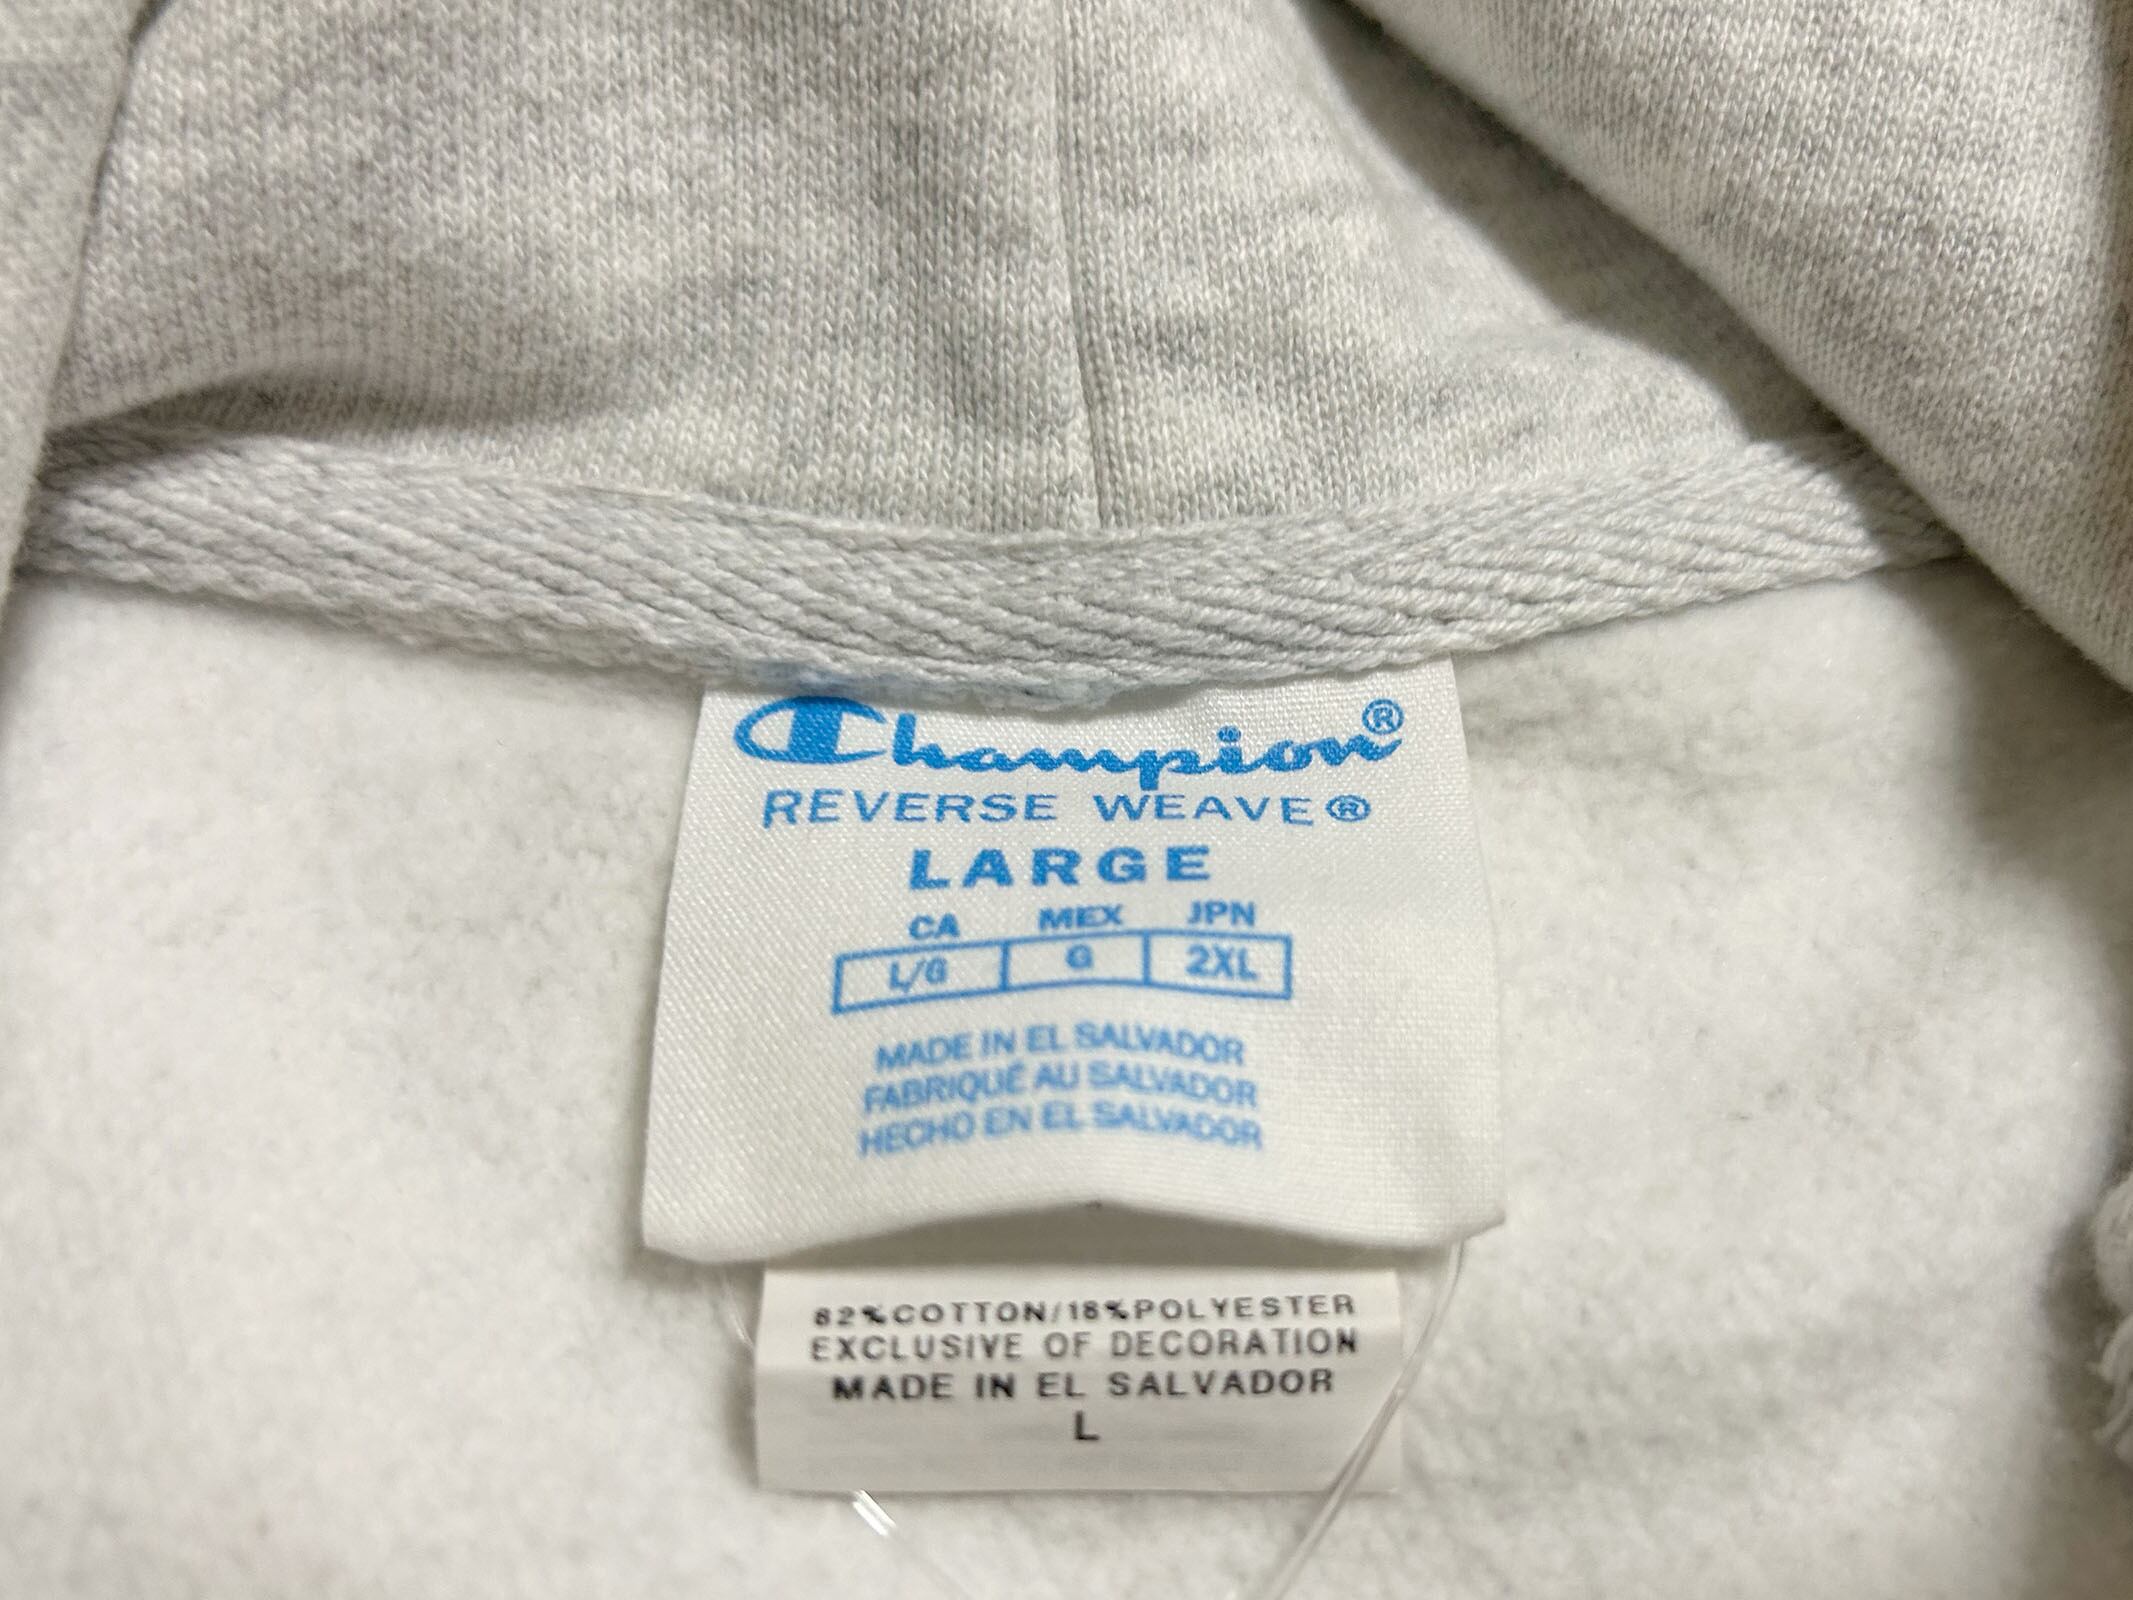 Champion®
REVERSE WEAVE®
LARGE
CA MEX JPN
L/G G 2XL
MADE IN EL SALVADOR
FABRIQUÉ AU SALVADOR
HECHO EN EL SALVADOR
82%COTTON/18%POLYESTER
EXCLUSIVE OF DECORATION
MADE IN EL SALVADOR
L